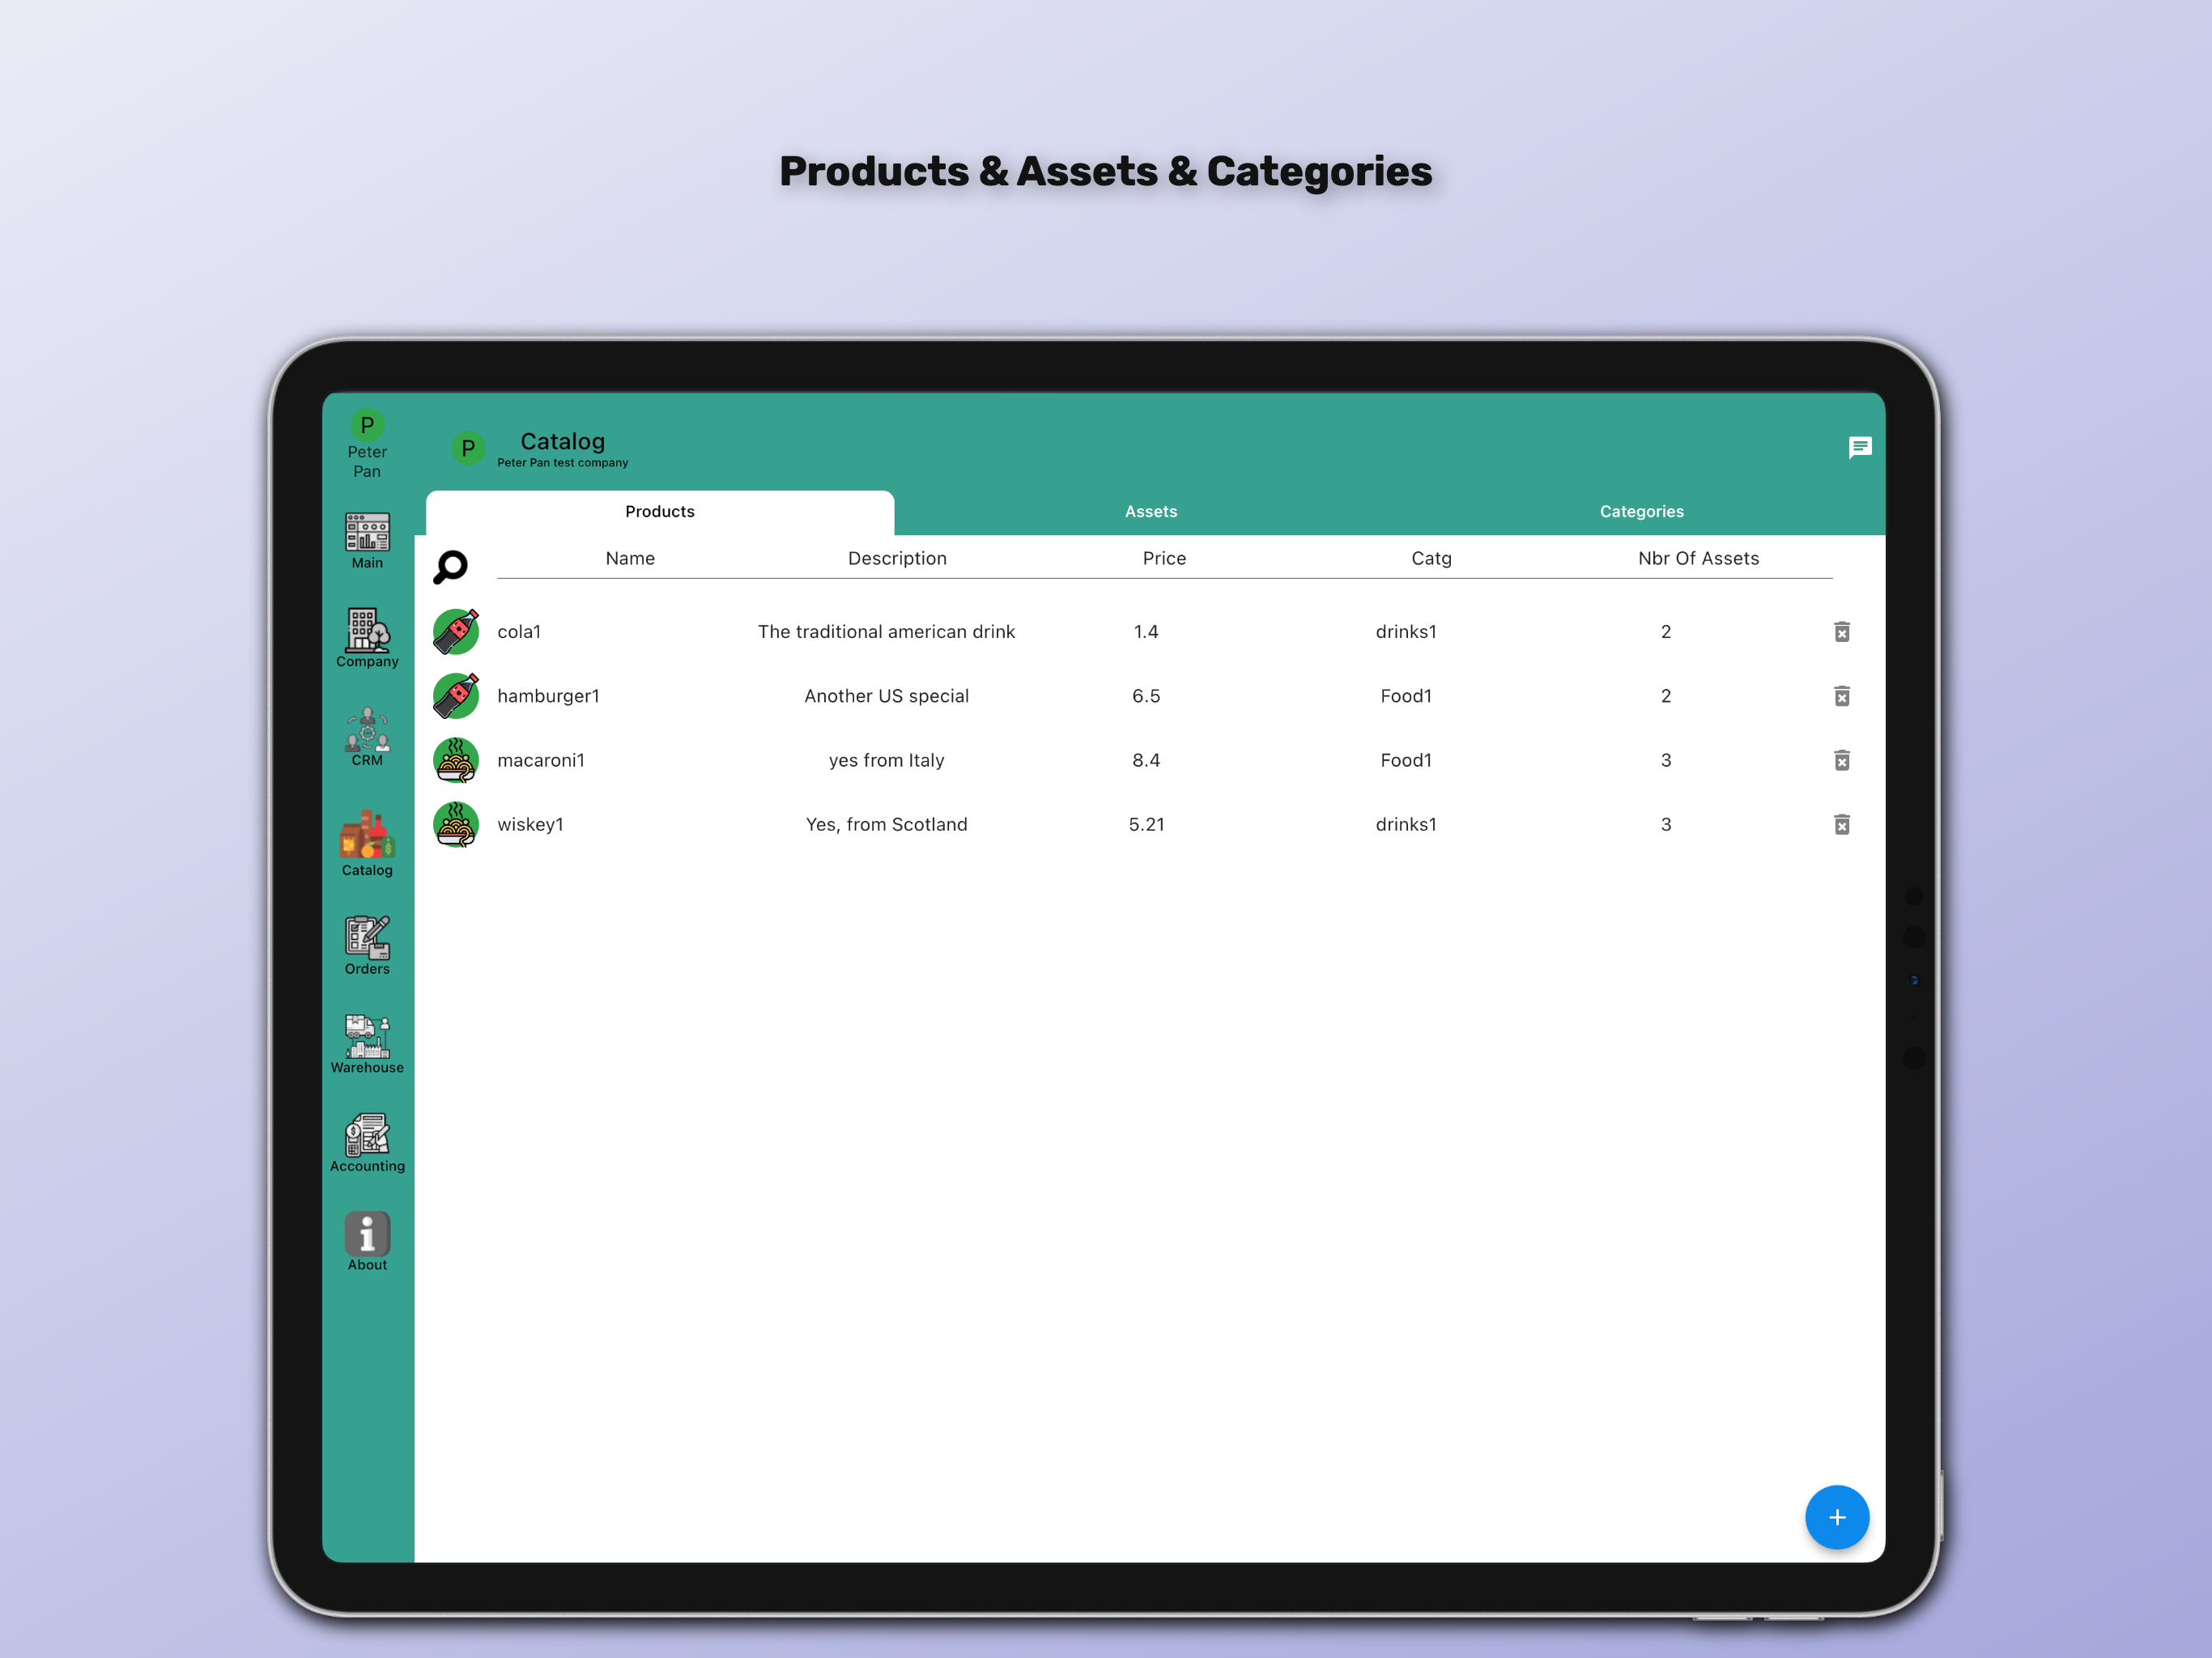 Products & Assets & Categories
P
Peter
Pan
P
Catalog
Peter Pan test company
Main
Company
CRM
Catalog
Orders
Warehouse
Accounting
About
Products Assets Categories
Name Description Price Catg Nbr Of Assets
cola1 The traditional american drink 1.4 drinks1 2
hamburger1 Another US special 6.5 Food1 2
macaroni1 yes from Italy 8.4 Food1 3
wiskey1 Yes, from Scotland 5.21 drinks1 3
+